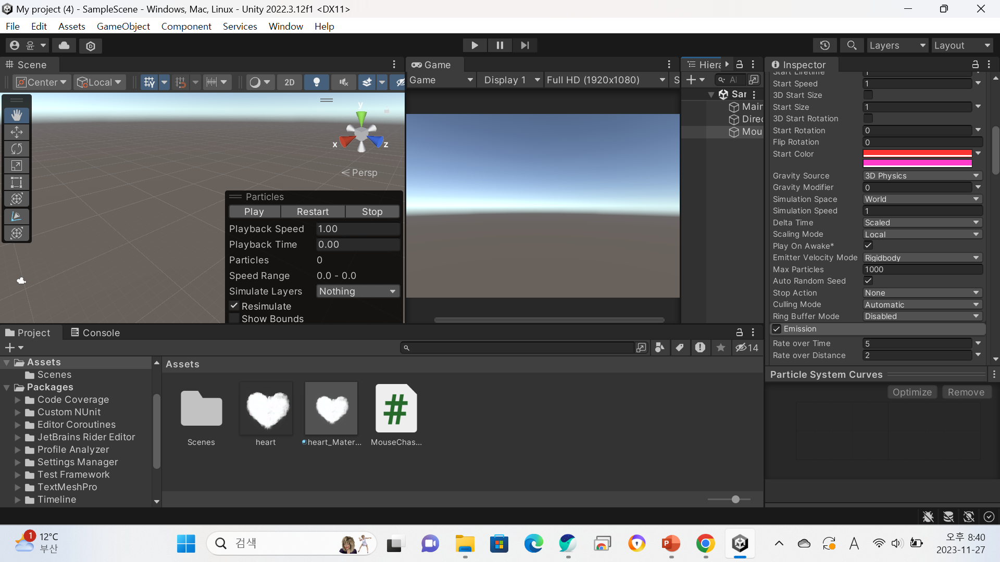 My project (4) - SampleScene - Windows, Mac, Linux - Unity 2022.3.12f1 <DX11>
File Edit Assets GameObject Component Services Window Help
윤
Layers
Layout
Scene
Center
Local
2D
y
x
z
Persp
Particles
Play Restart Stop
Playback Speed 1.00
Playback Time 0.00
Particles 0
Speed Range 0.0 - 0.0
Simulate Layers Nothing
Resimulate
Show Bounds
Game
Game Display 1 Full HD (1920x1080) S
Hiera
Al
Sar
Mair
Direc
Mou
Inspector
Start Lifetime 1
Start Speed 1
3D Start Size
Start Size 1
3D Start Rotation
Start Rotation 0
Flip Rotation 0
Start Color
Gravity Source 3D Physics
Gravity Modifier 0
Simulation Space World
Simulation Speed 1
Delta Time Scaled
Scaling Mode Local
Play On Awake*
Emitter Velocity Mode Rigidbody
Max Particles 1000
Auto Random Seed
Stop Action None
Culling Mode Automatic
Ring Buffer Mode Disabled
Emission
Rate over Time 5
Rate over Distance 2
Particle System Curves
Optimize Remove
Project Console
14
Assets
Scenes
Packages
Code Coverage
Custom NUnit
Editor Coroutines
JetBrains Rider Editor
Profile Analyzer
Settings Manager
Test Framework
TextMeshPro
Timeline
Assets
#
Scenes heart heart_Mater... MouseChas...
1
12°C
부산
검색
P
A
오후 8:40
2023-11-27